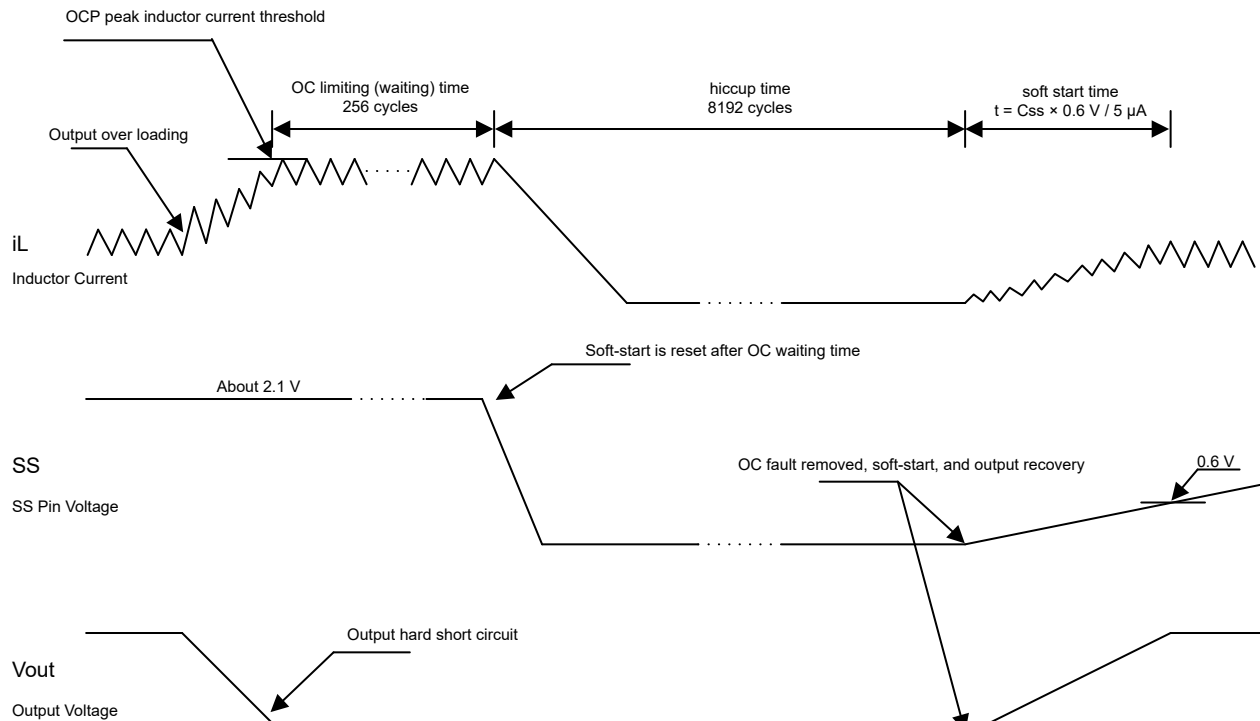 OCP peak inductor current threshold
OC limiting (waiting) time
256 cycles
hiccup time
8192 cycles
soft start time
t = Css × 0.6 V / 5 μA
Output over loading
iL
Inductor Current
Soft-start is reset after OC waiting time
About 2.1 V
SS
SS Pin Voltage
OC fault removed, soft-start, and output recovery
0.6 V
Output hard short circuit
Vout
Output Voltage